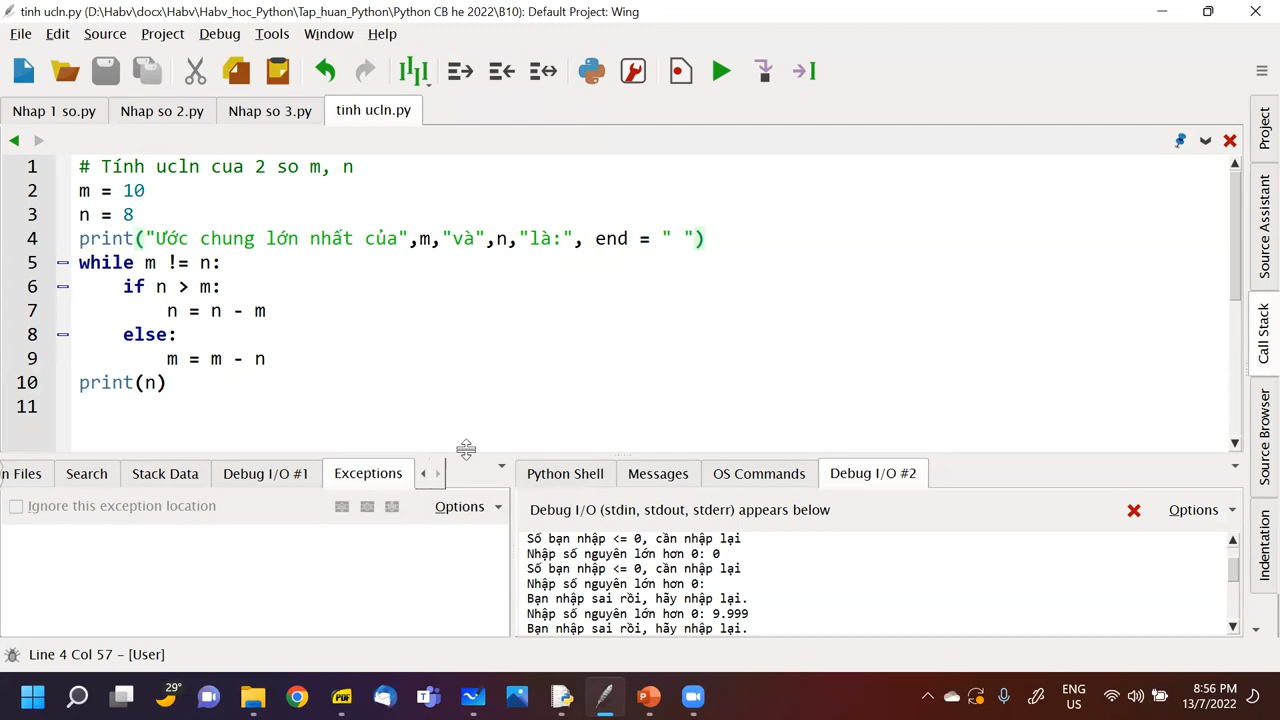 tinh ucln.py (D:\Habv\docx\Habv\Habv_hoc_Python\Tap_huan_Python\Python CB he 2022\B10): Default Project: Wing
File Edit Source Project Debug Tools Window Help
Nhap 1 so.py Nhap so 2.py Nhap so 3.py tinh ucln.py
1 # Tính ucln cua 2 so m, n
2 m = 10
3 n = 8
4 print("Ước chung lớn nhất của",m,"và",n,"là:", end = " ")
5 while m != n:
6 if n > m:
7 n = n - m
8 else:
9 m = m - n
10 print(n)
11
Project
Source Assistant
Call Stack
Source Browser
Indentation
n Files Search Stack Data Debug I/O #1 Exceptions
Ignore this exception location Options
Python Shell Messages OS Commands Debug I/O #2
Debug I/O (stdin, stdout, stderr) appears below Options
Số bạn nhập <= 0, cần nhập lại
Nhập số nguyên lớn hơn 0: 0
Số bạn nhập <= 0, cần nhập lại
Nhập số nguyên lớn hơn 0:
Bạn nhập sai rồi, hãy nhập lại.
Nhập số nguyên lớn hơn 0: 9.999
Bạn nhập sai rồi, hãy nhập lại.
Line 4 Col 57 – [User]
29°
PDF
ENG
US
8:56 PM
13/7/2022